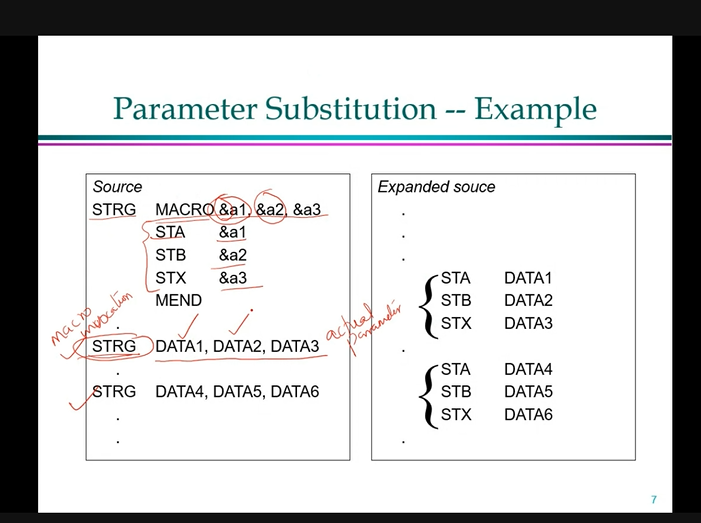 Parameter Substitution -- Example
Source
STRG MACRO &a1, &a2, &a3
STA &a1
STB &a2
STX &a3
MEND
.
macro invocation
STRG DATA1, DATA2, DATA3
actual parameter
.
STRG DATA4, DATA5, DATA6
.
.
Expanded souce
.
.
.
{ STA DATA1
STB DATA2
STX DATA3
.
{ STA DATA4
STB DATA5
STX DATA6
.
7